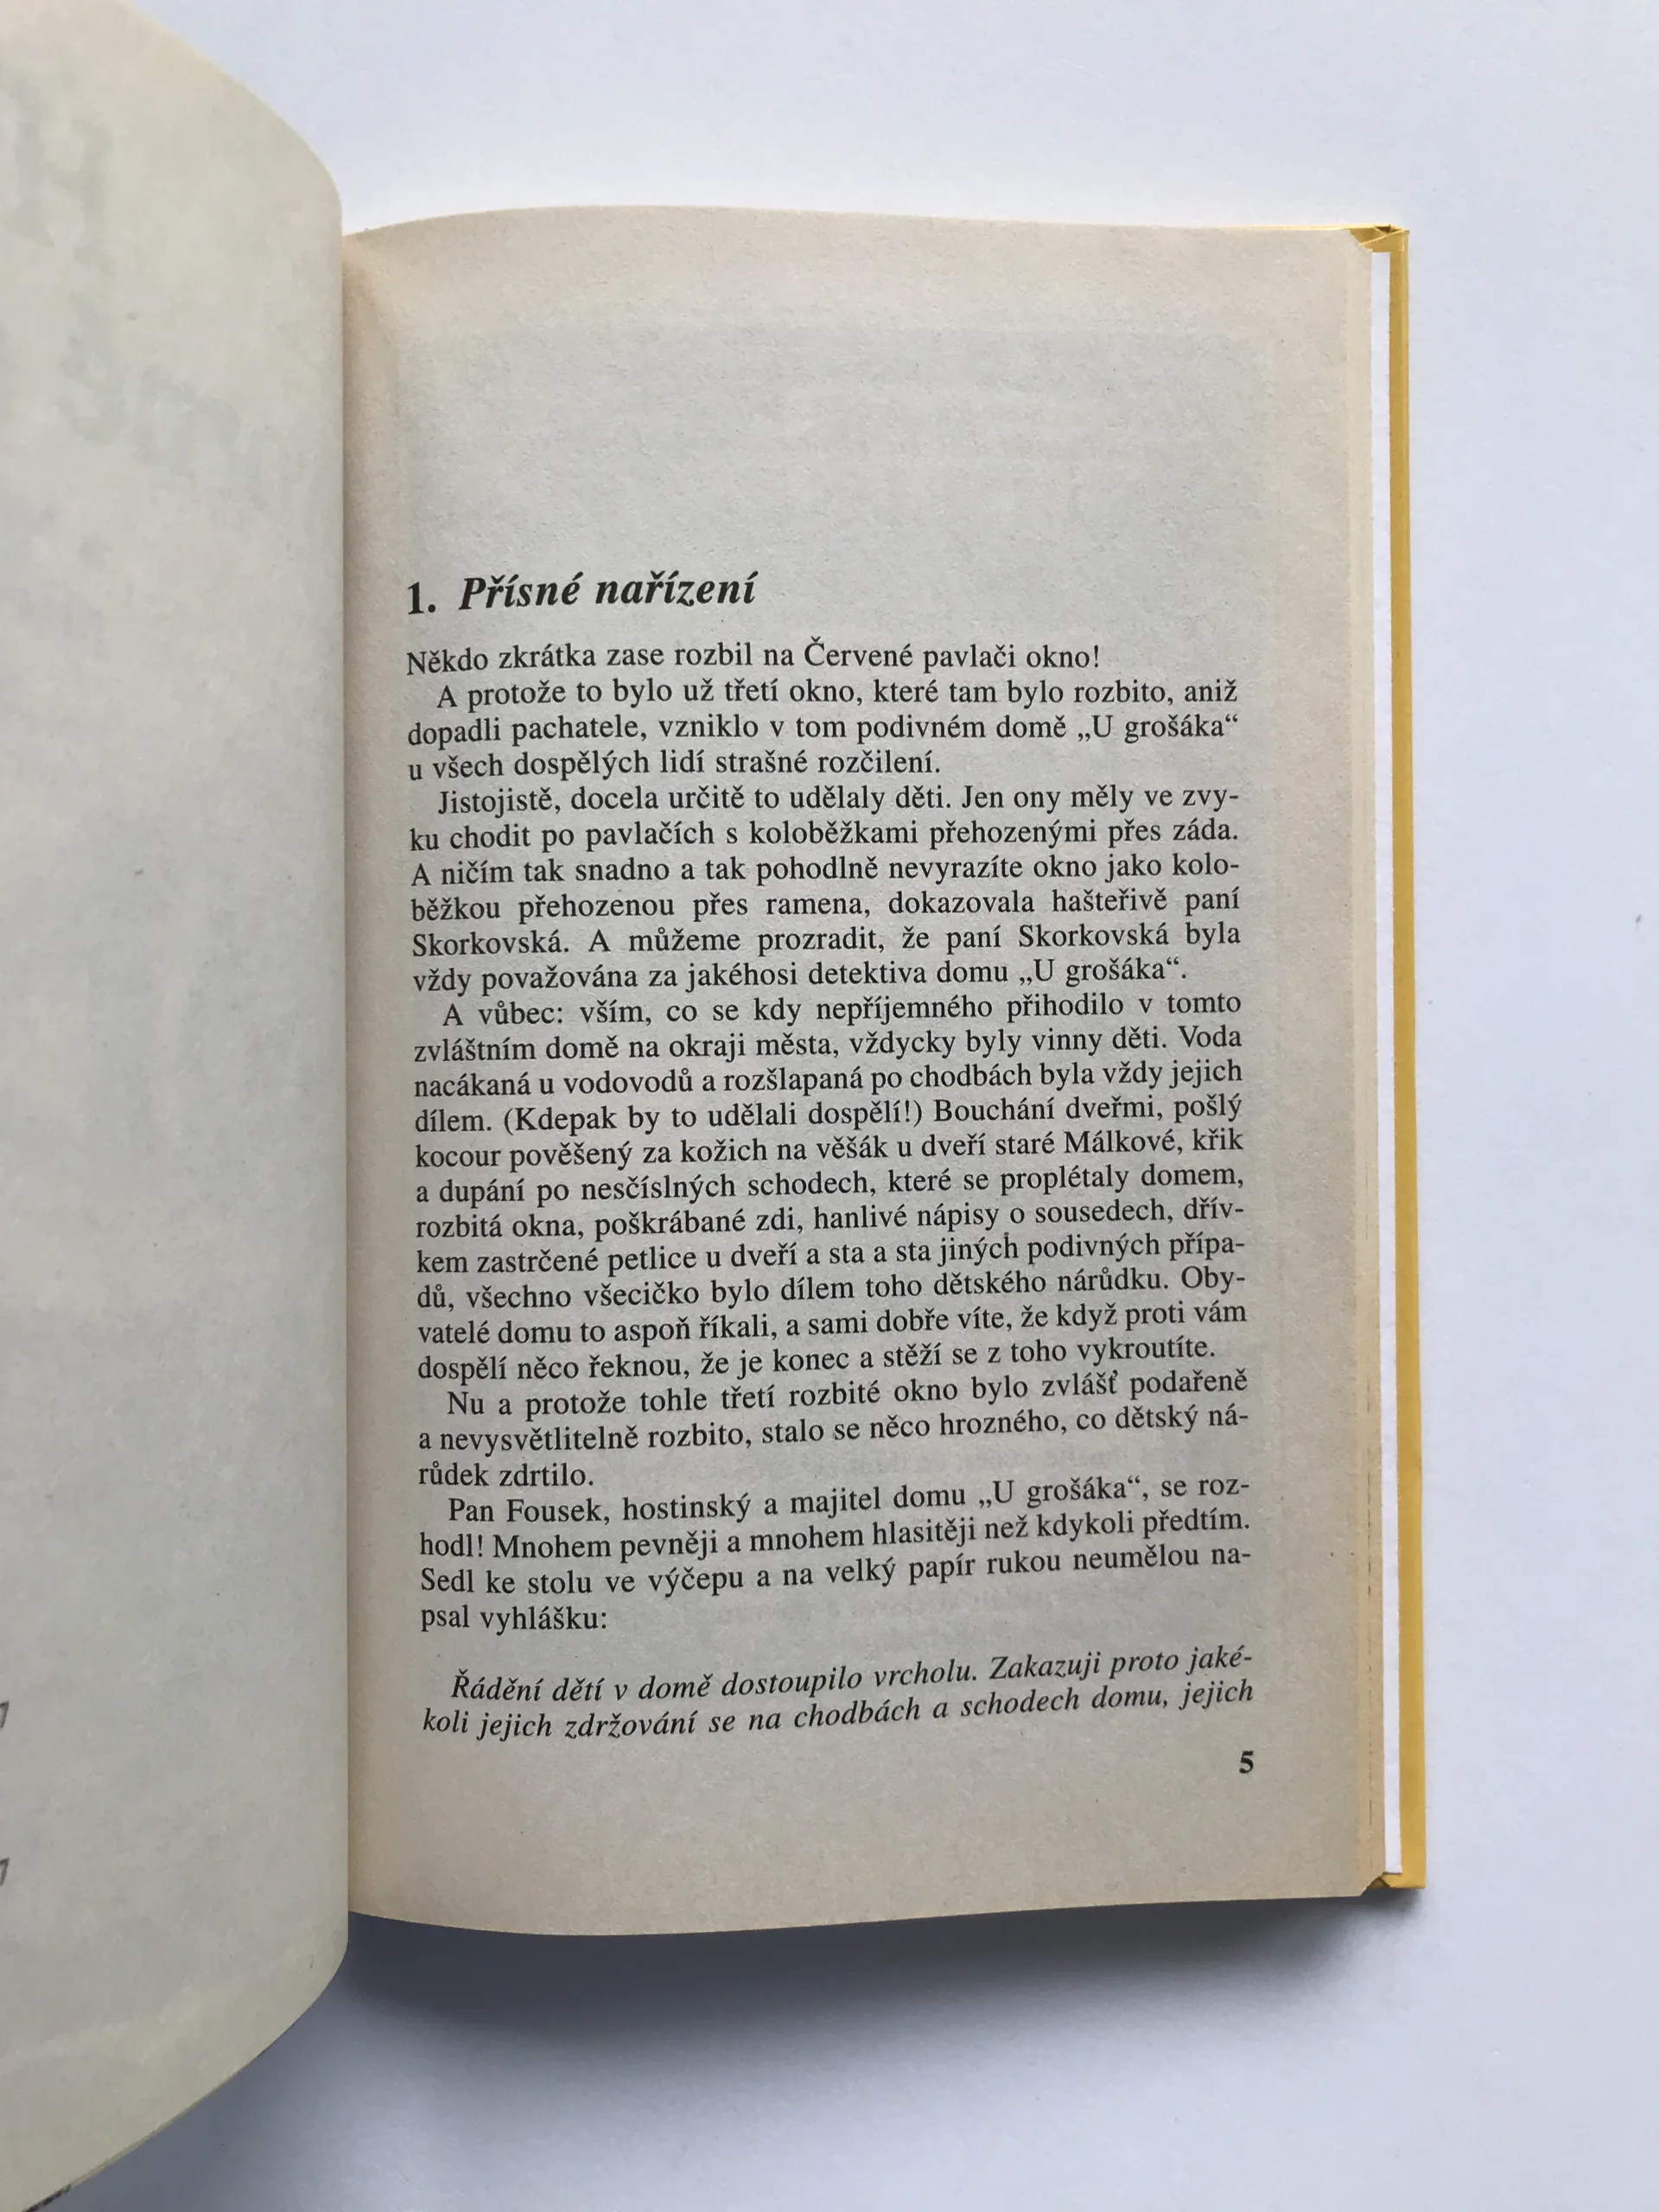 1. Přísné nařízení
Někdo zkrátka zase rozbil na Červené pavlači okno!
A protože to bylo už třetí okno, které tam bylo rozbito, aniž
dopadli pachatele, vzniklo v tom podivném domě „U grošáka“
u všech dospělých lidí strašné rozčilení.
Jistojistě, docela určitě to udělaly děti. Jen ony měly ve zvy-
ku chodit po pavlačích s koloběžkami přehozenými přes záda.
A ničím tak snadno a tak pohodlně nevyrazíte okno jako kolo-
běžkou přehozenou přes ramena, dokazovala hašteřivě paní
Skorkovská. A můžeme prozradit, že paní Skorkovská byla
vždy považována za jakéhosi detektiva domu „U grošáka“.
A vůbec: vším, co se kdy nepříjemného přihodilo v tomto
zvláštním domě na okraji města, vždycky byly vinny děti. Voda
nacákaná u vodovodů a rozšlapaná po chodbách byla vždy jejich
dílem. (Kdepak by to udělali dospělí!) Bouchání dveřmi, pošlý
kocour pověšený za kožich na věšák u dveří staré Málkové, křik
a dupání po nesčíslných schodech, které se proplétaly domem,
rozbitá okna, poškrábané zdi, hanlivé nápisy o sousedech, dřív-
kem zastrčené petlice u dveří a sta a sta jiných podivných přípa-
dů, všechno všecičko bylo dílem toho dětského nárůdku. Oby-
vatelé domu to aspoň říkali, a sami dobře víte, že když proti vám
dospělí něco řeknou, že je konec a stěží se z toho vykroutíte.
Nu a protože tohle třetí rozbité okno bylo zvlášť podařeně
a nevysvětlitelně rozbito, stalo se něco hrozného, co dětský ná-
růdek zdrtilo.
Pan Fousek, hostinský a majitel domu „U grošáka“, se roz-
hodl! Mnohem pevněji a mnohem hlasitěji než kdykoli předtím.
Sedl ke stolu ve výčepu a na velký papír rukou neumělou na-
psal vyhlášku:
Řádění dětí v domě dostoupilo vrcholu. Zakazuji proto jaké-
koli jejich zdržování se na chodbách a schodech domu, jejich
5